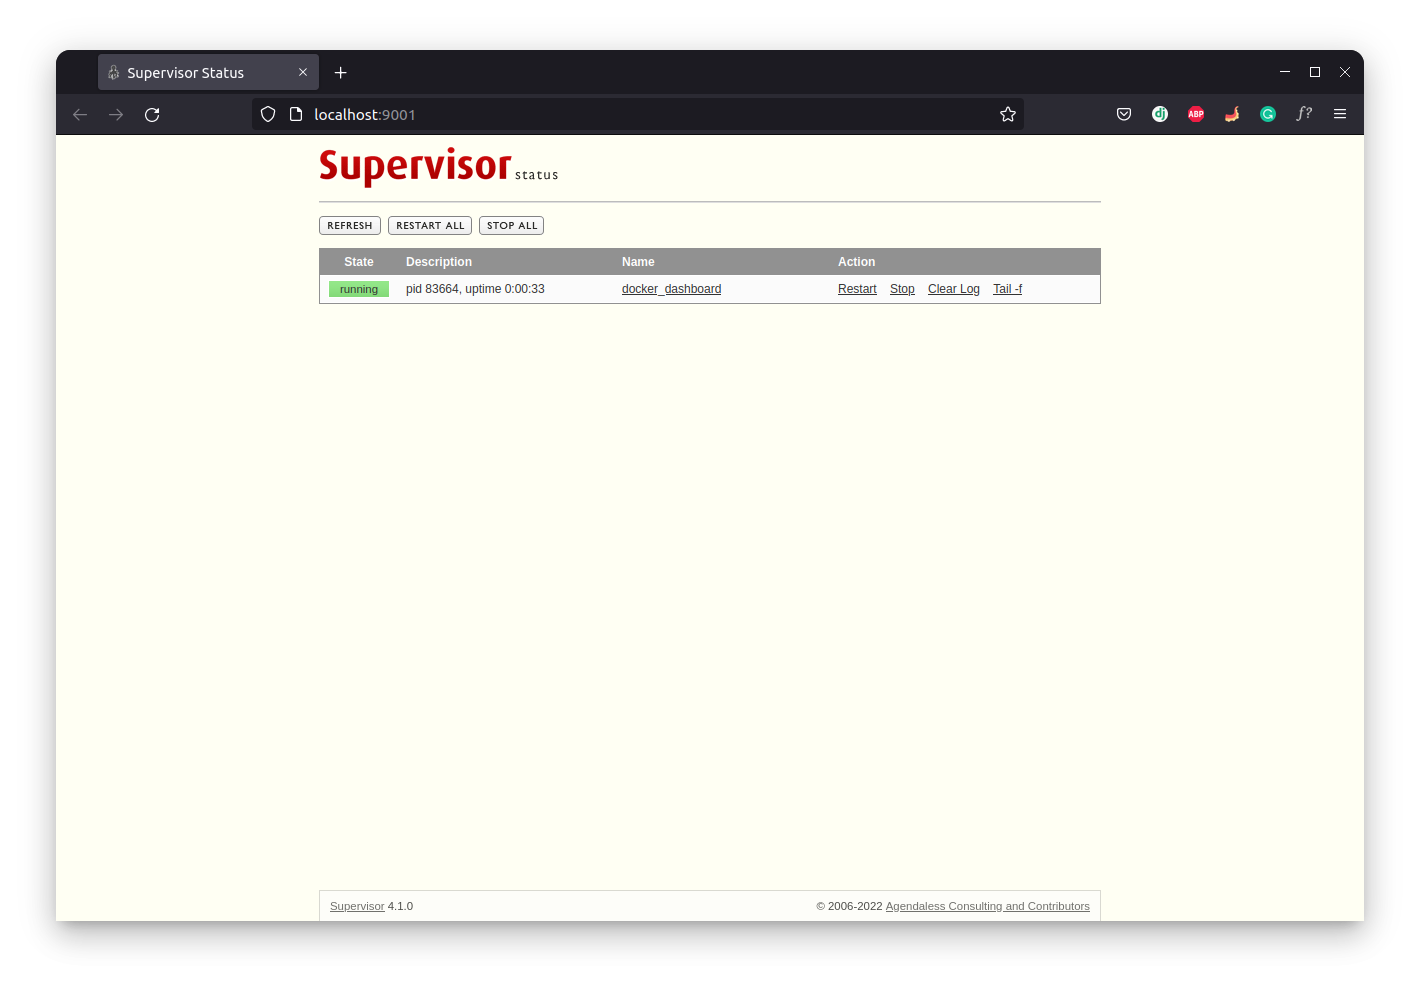 Supervisor Status
localhost:9001
dj
ABP
f?
Supervisor status
REFRESH RESTART ALL STOP ALL
State Description Name Action
running pid 83664, uptime 0:00:33 docker_dashboard Restart Stop Clear Log Tail -f
Supervisor 4.1.0 © 2006-2022 Agendaless Consulting and Contributors